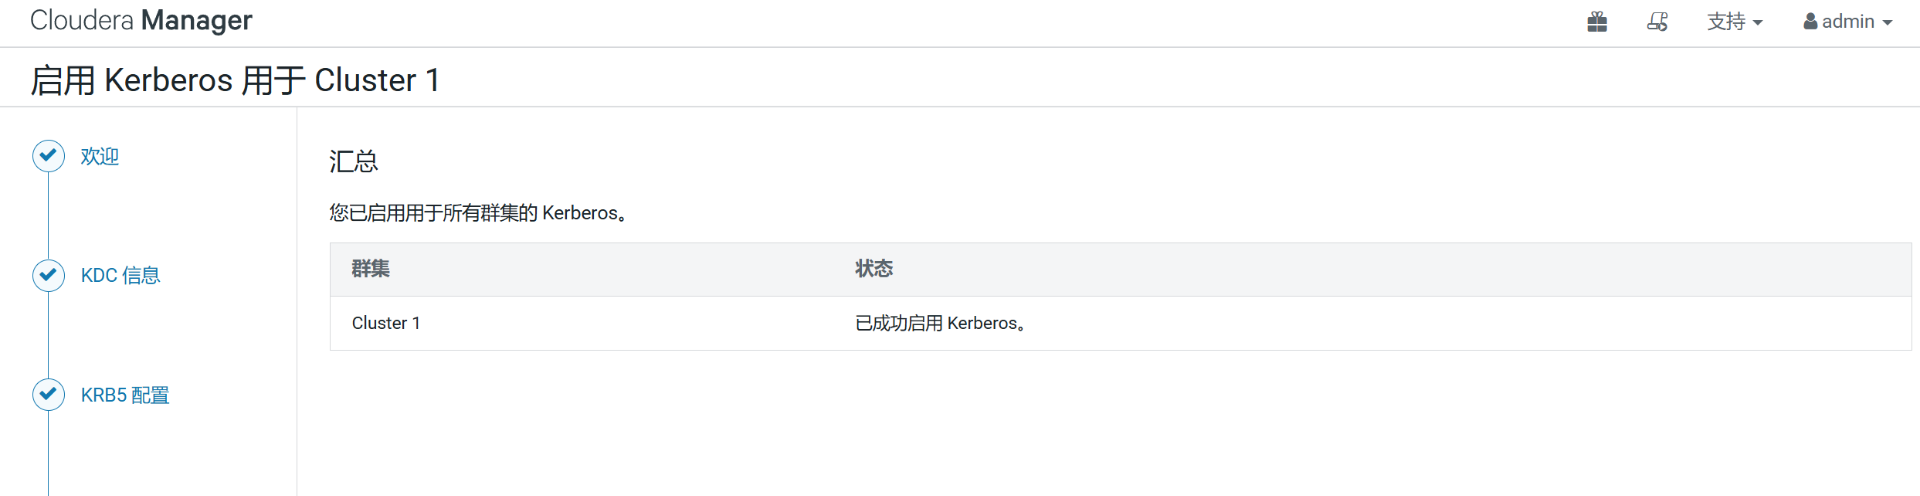 Cloudera Manager
支持
admin
启用 Kerberos 用于 Cluster 1
欢迎
KDC 信息
KRB5 配置
汇总
您已启用用于所有群集的 Kerberos。
群集 状态
Cluster 1 已成功启用 Kerberos。